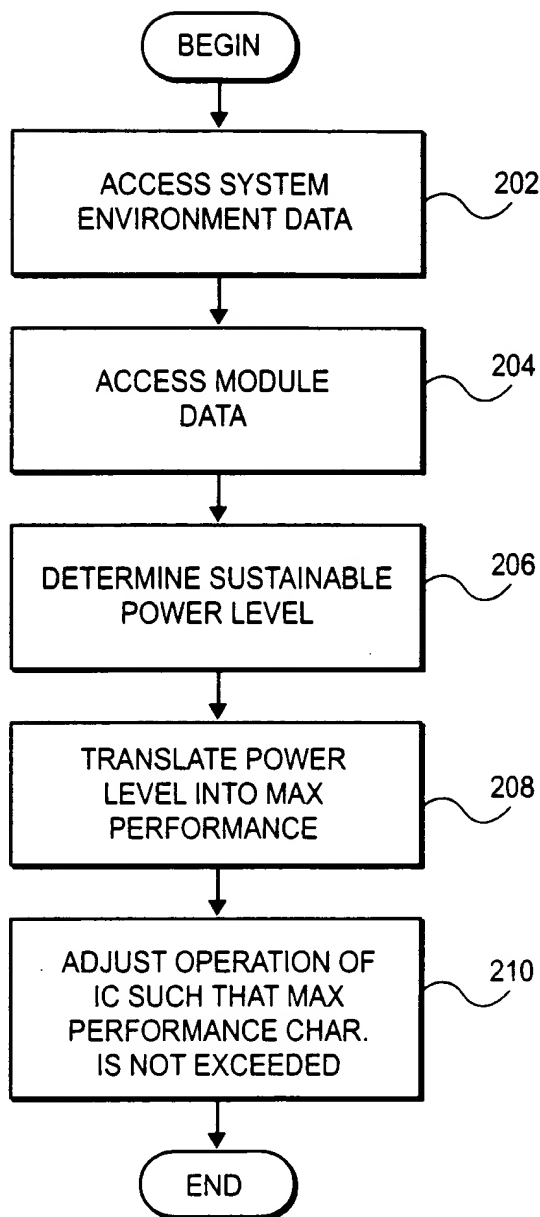 BEGIN
ACCESS SYSTEM
ENVIRONMENT DATA
202
ACCESS MODULE
DATA
204
DETERMINE SUSTAINABLE
POWER LEVEL
206
TRANSLATE POWER
LEVEL INTO MAX
PERFORMANCE
208
ADJUST OPERATION OF
IC SUCH THAT MAX
PERFORMANCE CHAR.
IS NOT EXCEEDED
210
END